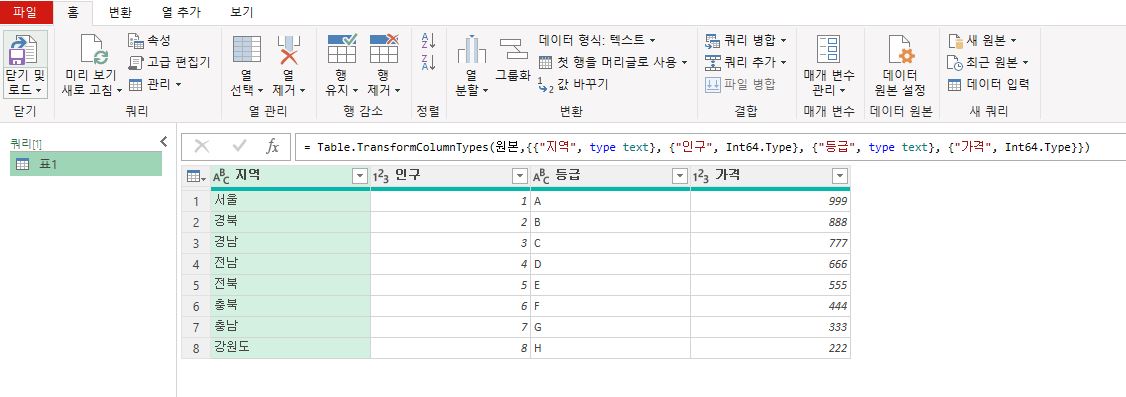 파일 홈 변환 열 추가 보기
닫기 및 로드
닫기
미리 보기 새로 고침
속성
고급 편집기
관리
쿼리
열 선택
열 제거
열 관리
행 유지
행 제거
행 감소
A Z
Z A
정렬
열 분할
그룹화
데이터 형식: 텍스트
첫 행을 머리글로 사용
1 2 값 바꾸기
변환
쿼리 병합
쿼리 추가
파일 병합
결합
매개 변수 관리
매개 변수
데이터 원본 설정
데이터 원본
새 원본
최근 원본
데이터 입력
새 쿼리
쿼리[1]
표1
fx = Table.TransformColumnTypes(원본,{{"지역", type text}, {"인구", Int64.Type}, {"등급", type text}, {"가격", Int64.Type}})
ABC 지역 123 인구 ABC 등급 123 가격
1 서울 1 A 999
2 경북 2 B 888
3 경남 3 C 777
4 전남 4 D 666
5 전북 5 E 555
6 충북 6 F 444
7 충남 7 G 333
8 강원도 8 H 222